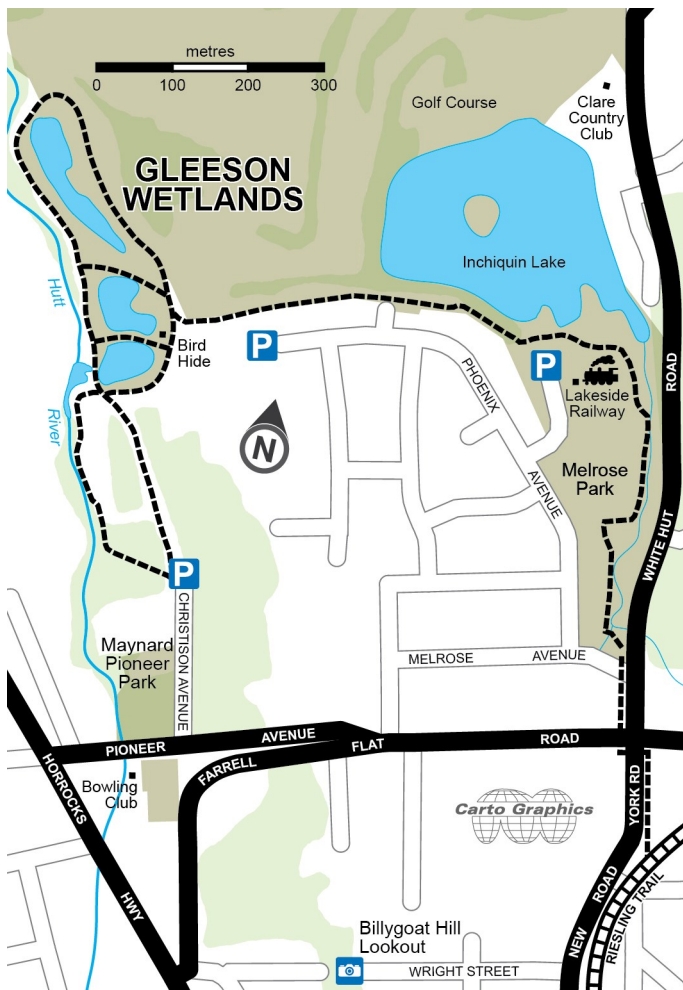 metres
0 100 200 300
Golf Course
Clare
Country
Club
GLEESON
WETLANDS
Inchiquin Lake
Hutt
River
Bird
Hide
P
P
Lakeside
Railway
PHOENIX
AVENUE
ROAD
WHITE HUT
N
Melrose
Park
P
CHRISTISON AVENUE
Maynard
Pioneer
Park
MELROSE AVENUE
PIONEER AVENUE
FARRELL FLAT ROAD
HORROCKS
HWY
Bowling
Club
Carto Graphics
YORK RD
NEW ROAD
RIESLING TRAIL
Billygoat Hill
Lookout
WRIGHT STREET